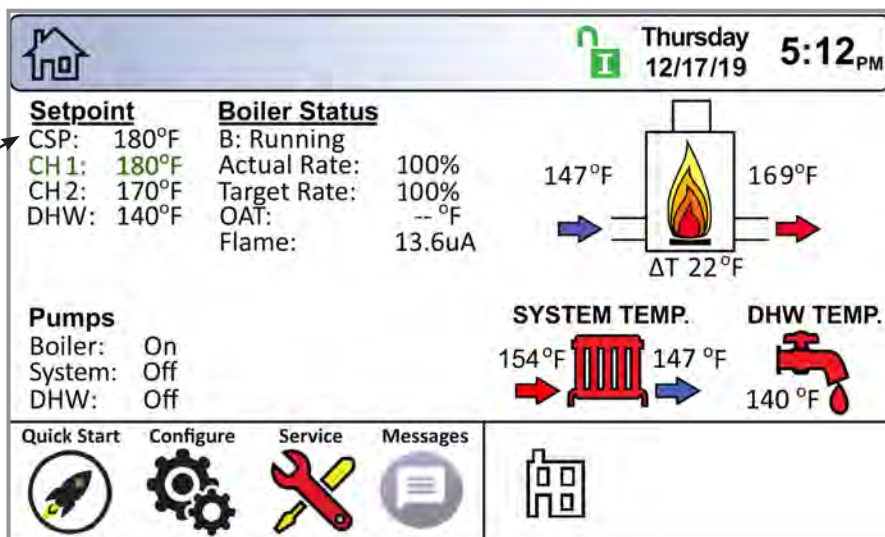 Thursday
12/17/19
5:12PM
I
Setpoint
CSP: 180°F
CH 1: 180°F
CH 2: 170°F
DHW: 140°F
Boiler Status
B: Running
Actual Rate: 100%
Target Rate: 100%
OAT: -- °F
Flame: 13.6uA
147°F
169°F
ΔT 22°F
Pumps
Boiler: On
System: Off
DHW: Off
SYSTEM TEMP.
154°F
147 °F
DHW TEMP.
140 °F
Quick Start
Configure
Service
Messages